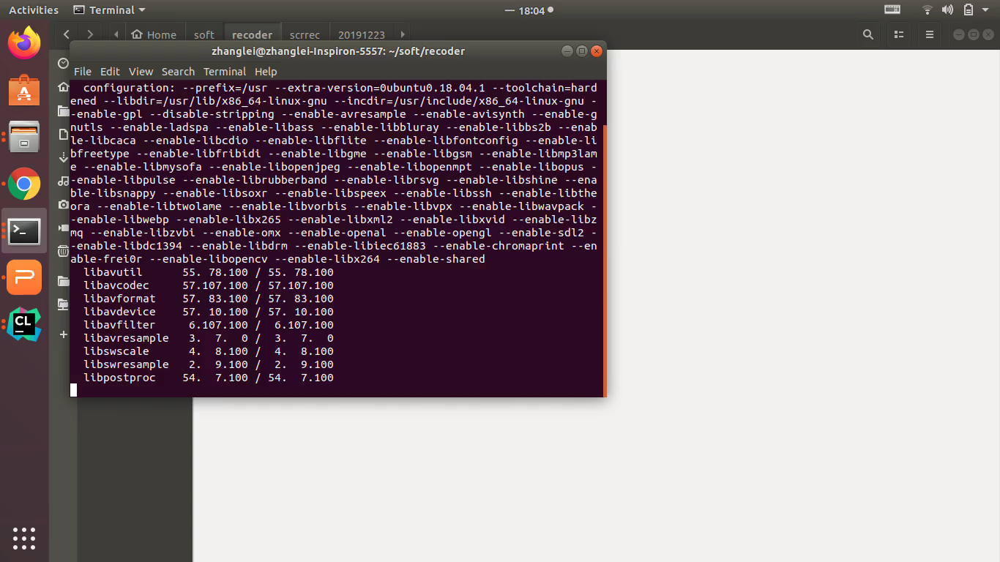 Activities
Terminal
18:04
Home
soft
recoder
scrrec
20191223
zhanglei@zhanglei-Inspiron-5557: ~/soft/recoder
File Edit View Search Terminal Help
configuration: --prefix=/usr --extra-version=0ubuntu0.18.04.1 --toolchain=hard
ened --libdir=/usr/lib/x86_64-linux-gnu --incdir=/usr/include/x86_64-linux-gnu -
-enable-gpl --disable-stripping --enable-avresample --enable-avisynth --enable-g
nutls --enable-ladspa --enable-libass --enable-libbluray --enable-libbs2b --enab
le-libcaca --enable-libcdio --enable-libflite --enable-libfontconfig --enable-li
bfreetype --enable-libfribidi --enable-libgme --enable-libgsm --enable-libmp3lam
e --enable-libmysofa --enable-libopenjpeg --enable-libopenmpt --enable-libopus -
-enable-libpulse --enable-librubberband --enable-librsvg --enable-libshine --ena
ble-libsnappy --enable-libsoxr --enable-libspeex --enable-libssh --enable-libthe
ora --enable-libtwolame --enable-libvorbis --enable-libvpx --enable-libwavpack -
-enable-libwebp --enable-libx265 --enable-libxml2 --enable-libxvid --enable-libz
mq --enable-libzvbi --enable-omx --enable-openal --enable-opengl --enable-sdl2 -
-enable-libdc1394 --enable-libdrm --enable-libiec61883 --enable-chromaprint --en
able-frei0r --enable-libopencv --enable-libx264 --enable-shared
libavutil      55. 78.100 / 55. 78.100
libavcodec     57.107.100 / 57.107.100
libavformat    57. 83.100 / 57. 83.100
libavdevice    57. 10.100 / 57. 10.100
libavfilter     6.107.100 /  6.107.100
libavresample   3.  7.  0 /  3.  7.  0
libswscale      4.  8.100 /  4.  8.100
libswresample   2.  9.100 /  2.  9.100
libpostproc    54.  7.100 / 54.  7.100
CL